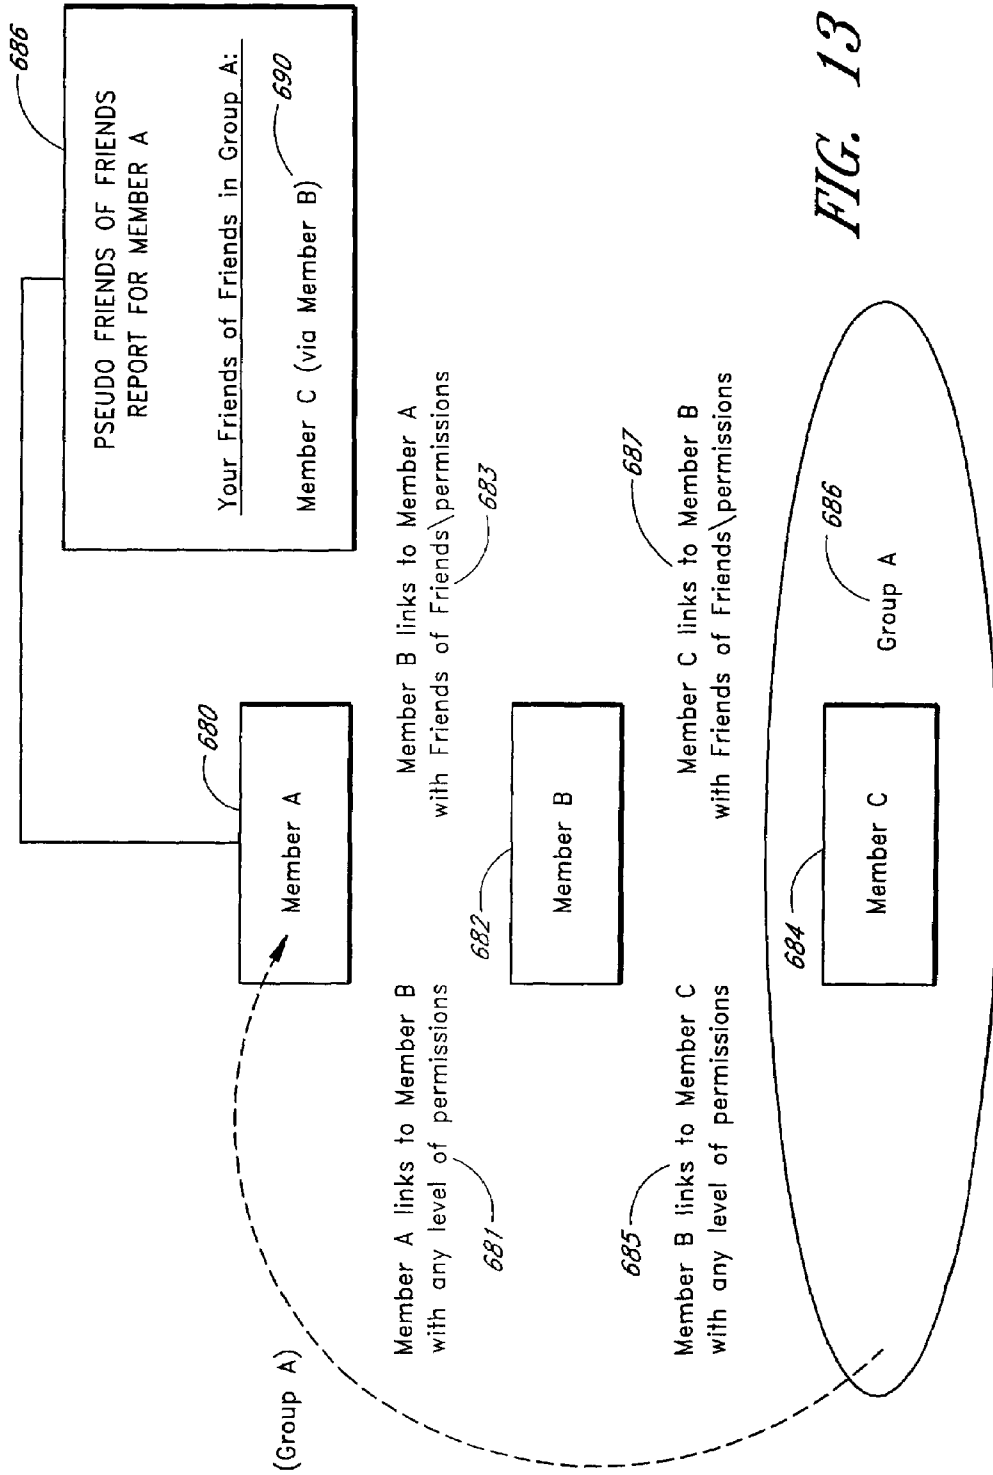 686
PSEUDO FRIENDS OF FRIENDS
REPORT FOR MEMBER A
Your Friends of Friends in Group A:
Member C (via Member B)
690
680
Member A
(Group A)
Member A links to Member B
with any level of permissions
681
Member B links to Member A
with Friends of Friends\permissions
683
682
Member B
685
Member B links to Member C
with any level of permissions
687
Member C links to Member B
with Friends of Friends\permissions
684
Member C
686
Group A
FIG. 13